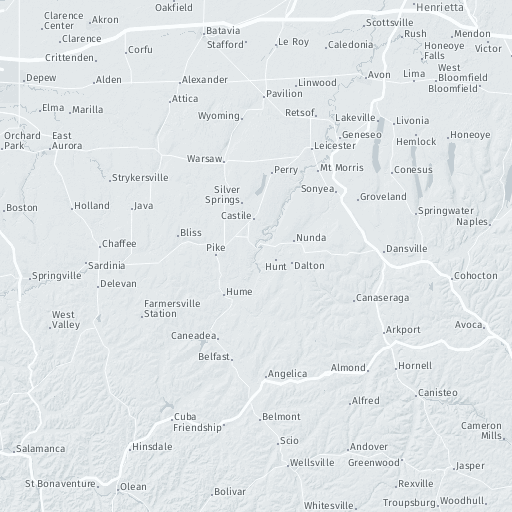 Oakfield
Henrietta
Clarence
Center
Akron
Scottsville
Batavia
Rush
Mendon
Clarence
Stafford
Le Roy
Caledonia
Honeoye
Falls
Victor
Corfu
Crittenden
Depew
Alden
Alexander
Linwood
Avon
Lima
West
Bloomfield
Bloomfield
Pavilion
Attica
Elma
Marilla
Wyoming
Retsof
Lakeville
Livonia
Orchard
Park
East
Aurora
Geneseo
Hemlock
Honeoye
Leicester
Warsaw
Perry
Mt Morris
Conesus
Strykersville
Silver
Springs
Sonyea
Groveland
Boston
Holland
Java
Castile
Springwater
Naples
Bliss
Chaffee
Pike
Nunda
Dansville
Sardinia
Hunt
Dalton
Springville
Delevan
Cohocton
Hume
Farmersville
Station
Canaseraga
West
Valley
Avoca
Caneadea
Arkport
Belfast
Almond
Hornell
Angelica
Canisteo
Alfred
Cuba
Friendship
Belmont
Cameron
Mills
Scio
Salamanca
Hinsdale
Andover
Wellsville
Greenwood
Jasper
St Bonaventure
Olean
Bolivar
Rexville
Whitesville
Troupsburg
Woodhull